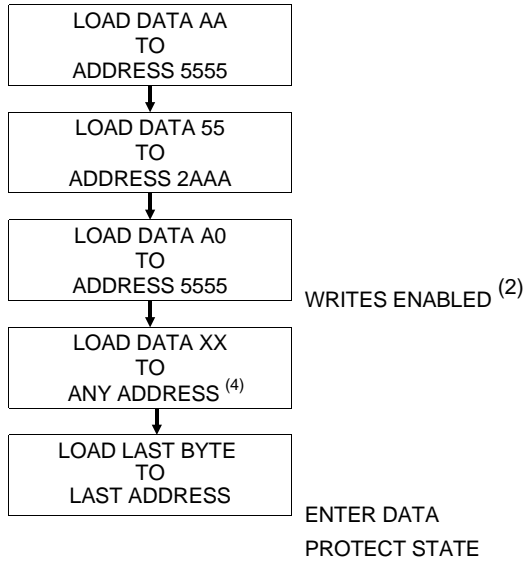 LOAD DATA AA
TO
ADDRESS 5555
LOAD DATA 55
TO
ADDRESS 2AAA
LOAD DATA A0
TO
ADDRESS 5555
WRITES ENABLED (2)
LOAD DATA XX
TO
ANY ADDRESS (4)
LOAD LAST BYTE
TO
LAST ADDRESS
ENTER DATA
PROTECT STATE